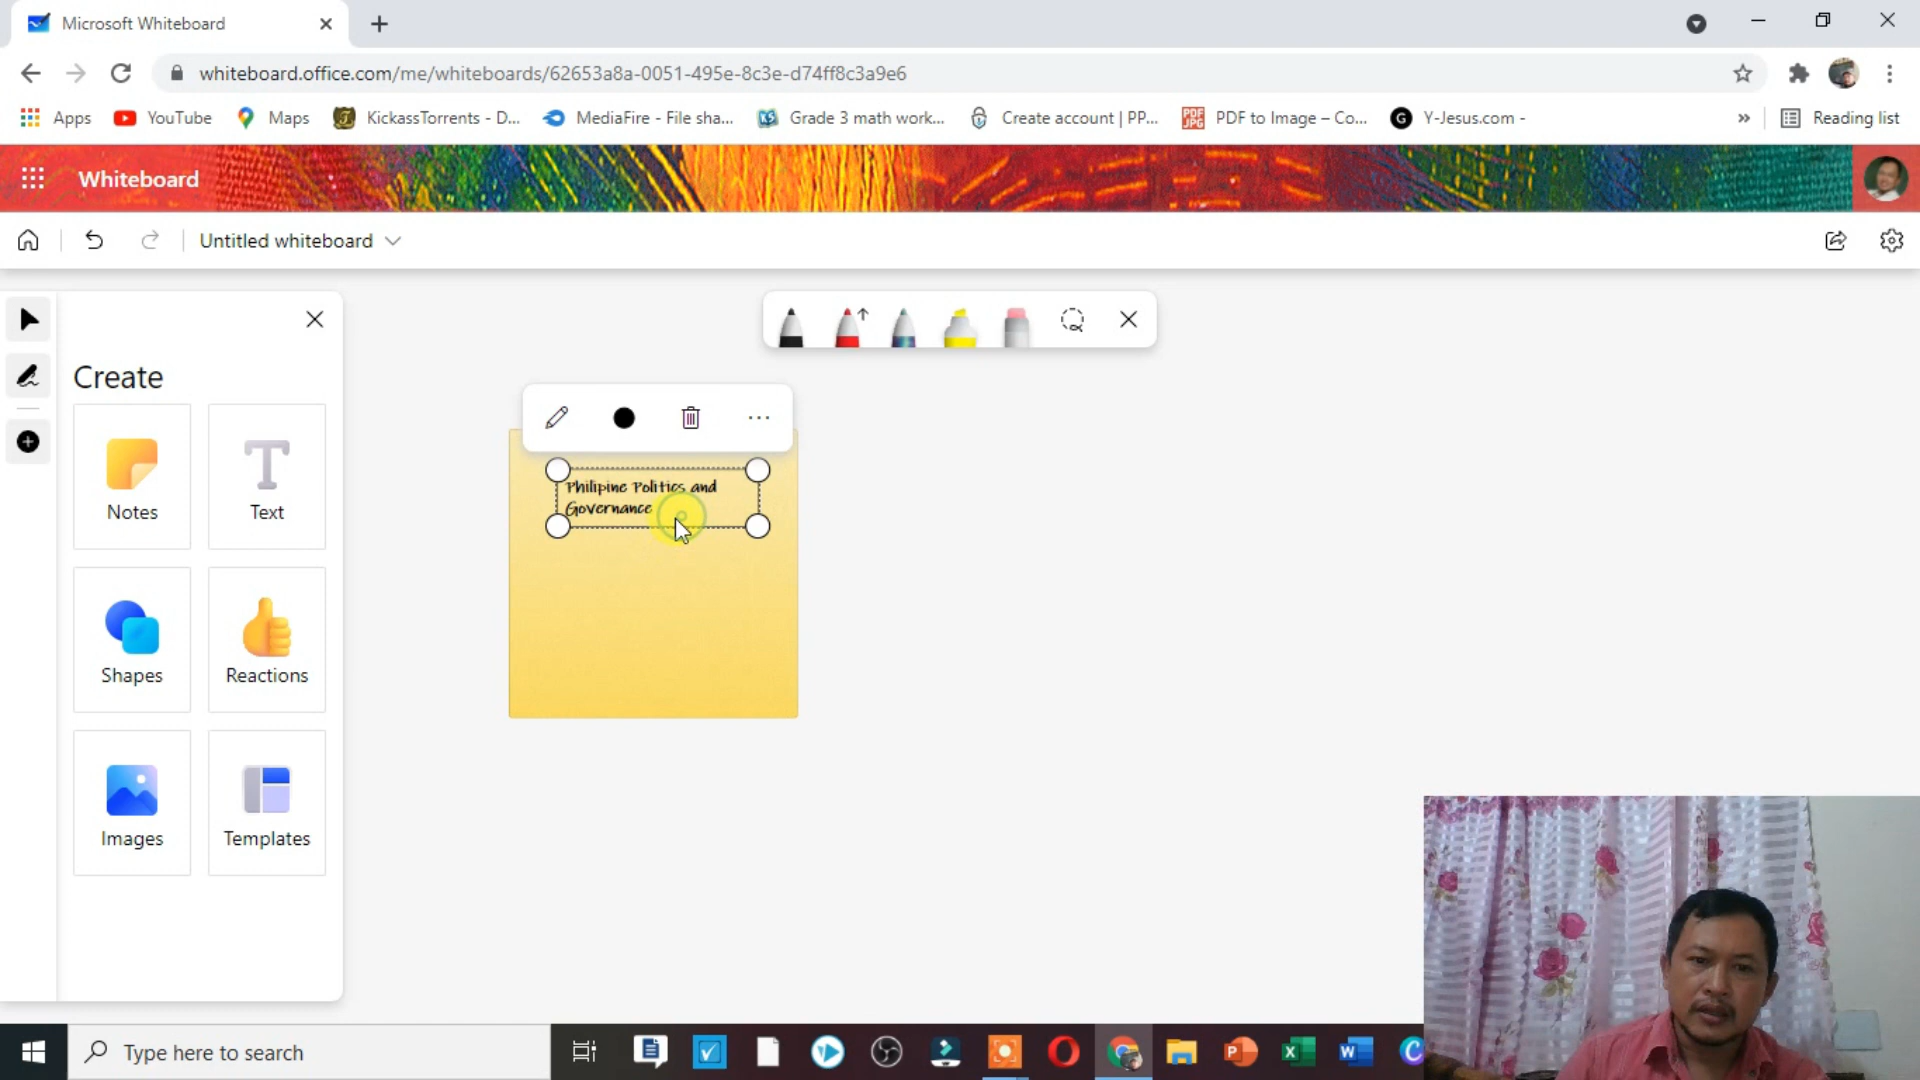 Microsoft Whiteboard
whiteboard.office.com/me/whiteboards/62653a8a-0051-495e-8c3e-d74ff8c3a9e6
Apps YouTube Maps KickassTorrents - D... MediaFire - File sha... Grade 3 math work... Create account | PP... PDF to Image – Co... Y-Jesus.com - » Reading list
Whiteboard
Untitled whiteboard
Create
Notes Text
Shapes Reactions
Images Templates
Philipine Politics and
Governance
Type here to search